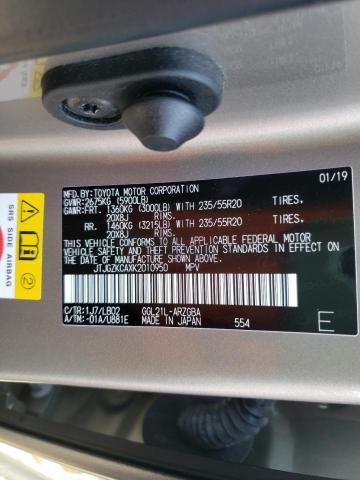 01/19
MFD.BY:TOYOTA MOTOR CORPORATION
GVWR:2675KG (5900LB)
GAWR:FRT. 1360KG (3000LB) WITH 235/55R20 TIRES.
20X8J RIMS.
RR. 1460KG (3215LB) WITH 235/55R20 TIRES.
20X8J RIMS.
THIS VEHICLE CONFORMS TO ALL APPLICABLE FEDERAL MOTOR
VEHICLE SAFETY AND THEFT PREVENTION STANDARDS IN EFFECT
ON THE DATE OF MANUFACTURE SHOWN ABOVE.
JTJGZKCAXK2010950 MPV
C/TR:1J7/LB02 GGL21L-ARZGBA
A/TM:-01A/U881E 554
E
SRS SIDE AIRBAG
2